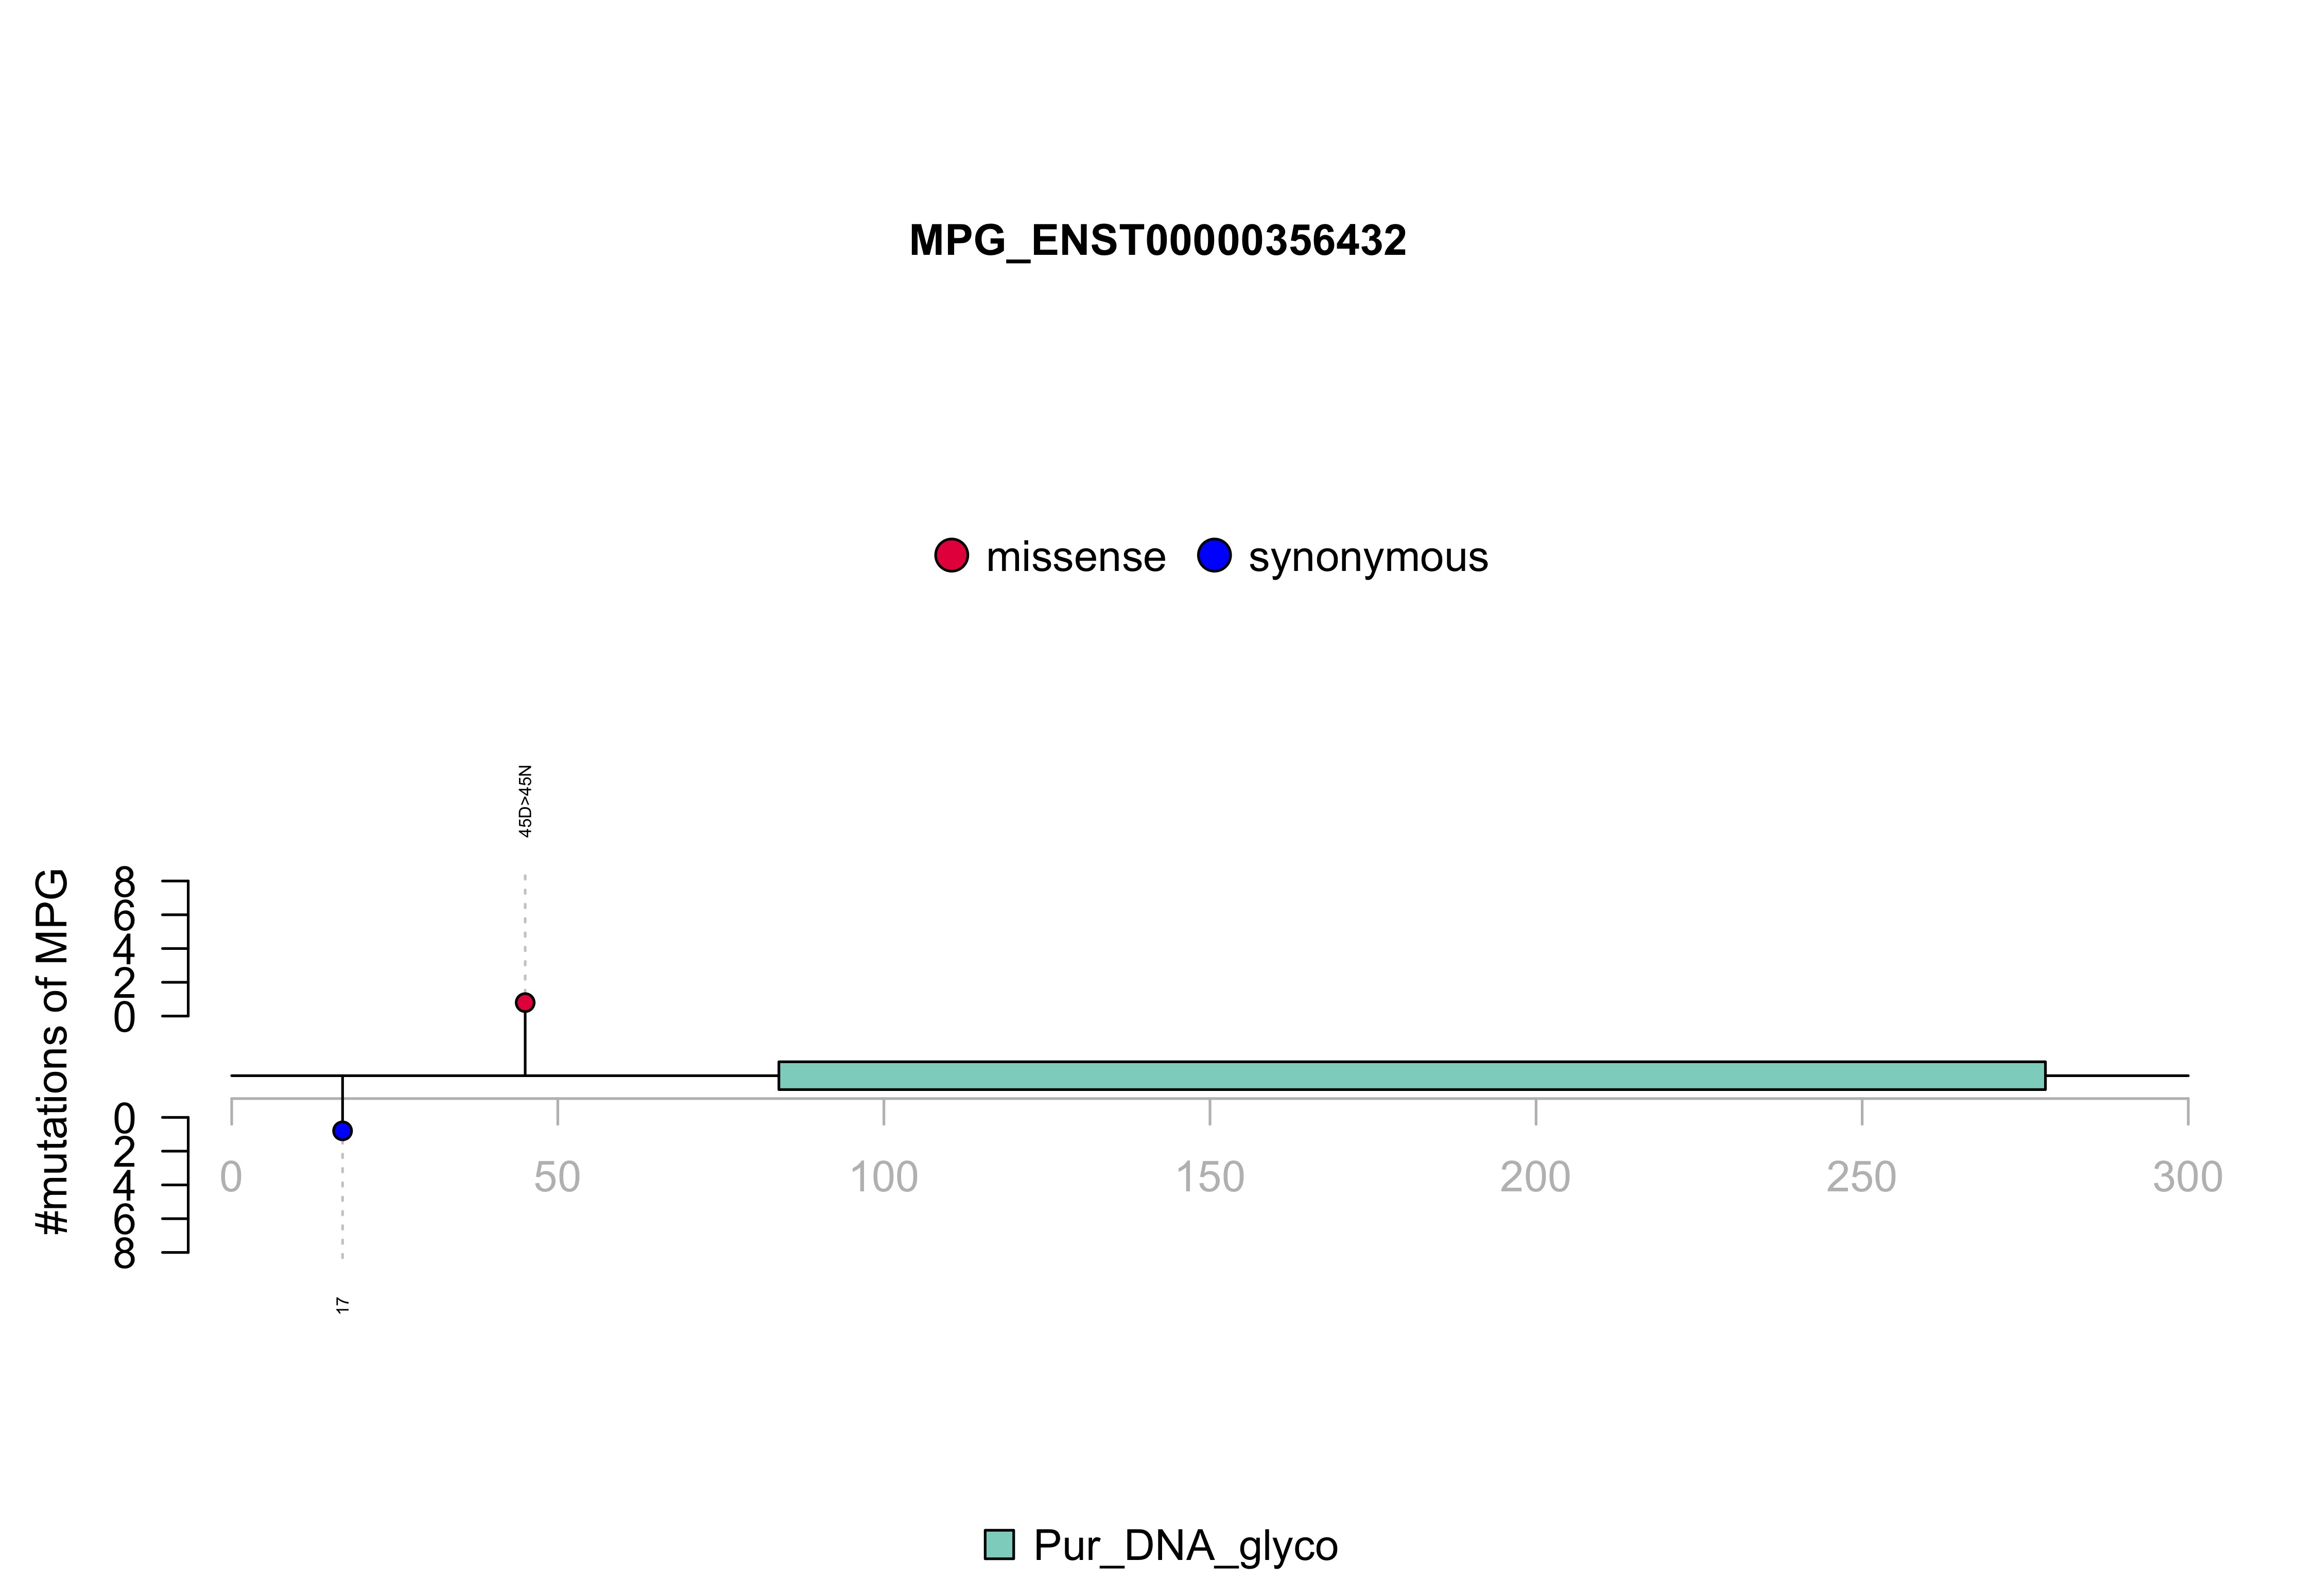 MPG_ENST00000356432
missense synonymous
45D>45N
#mutations of MPG
8
6
4
2
0
0
2
4
6
8
0 50 100 150 200 250 300
17
Pur_DNA_glyco